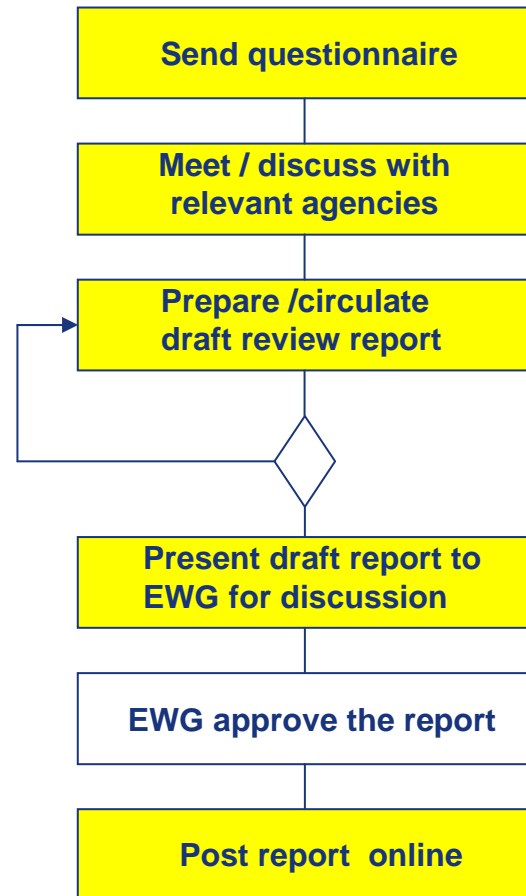 Send questionnaire
Meet / discuss with
relevant agencies
Prepare /circulate
draft review report
Present draft report to
EWG for discussion
EWG approve the report
Post report online